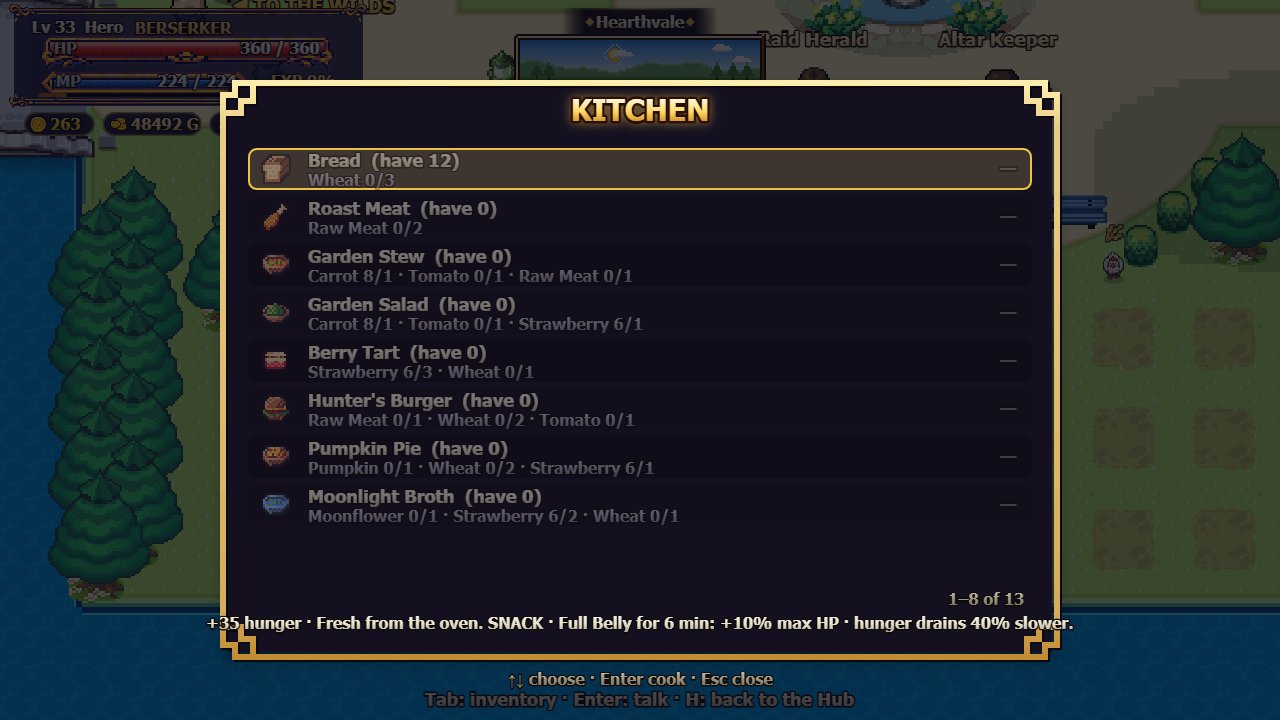 TO THE WILDS
Lv 33 Hero BERSERKER
◆Hearthvale◆
HP 360 / 360
Raid Herald
Altar Keeper
MP 224 / 224
263
48492 G
KITCHEN
Bread (have 12)
Wheat 0/3
—
Roast Meat (have 0)
Raw Meat 0/2
—
Garden Stew (have 0)
Carrot 8/1 · Tomato 0/1 · Raw Meat 0/1
—
Garden Salad (have 0)
Carrot 8/1 · Tomato 0/1 · Strawberry 6/1
—
Berry Tart (have 0)
Strawberry 6/3 · Wheat 0/1
—
Hunter's Burger (have 0)
Raw Meat 0/1 · Wheat 0/2 · Tomato 0/1
—
Pumpkin Pie (have 0)
Pumpkin 0/1 · Wheat 0/2 · Strawberry 6/1
—
Moonlight Broth (have 0)
Moonflower 0/1 · Strawberry 6/2 · Wheat 0/1
—
1–8 of 13
+35 hunger · Fresh from the oven. SNACK · Full Belly for 6 min: +10% max HP · hunger drains 40% slower.
↑↓ choose · Enter cook · Esc close
Tab: inventory · Enter: talk · H: back to the Hub